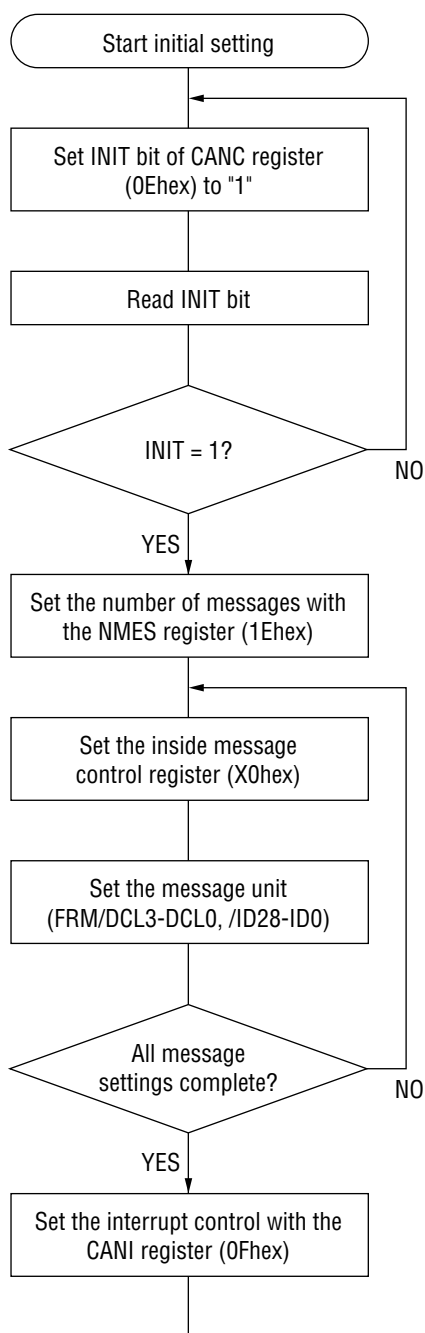 Start initial setting
Set INIT bit of CANC register
(0Ehex) to "1"
Read INIT bit
INIT = 1?
NO
YES
Set the number of messages with
the NMES register (1Ehex)
Set the inside message
control register (X0hex)
Set the message unit
(FRM/DCL3-DCL0, /ID28-ID0)
All message
settings complete?
NO
YES
Set the interrupt control with the
CANI register (0Fhex)